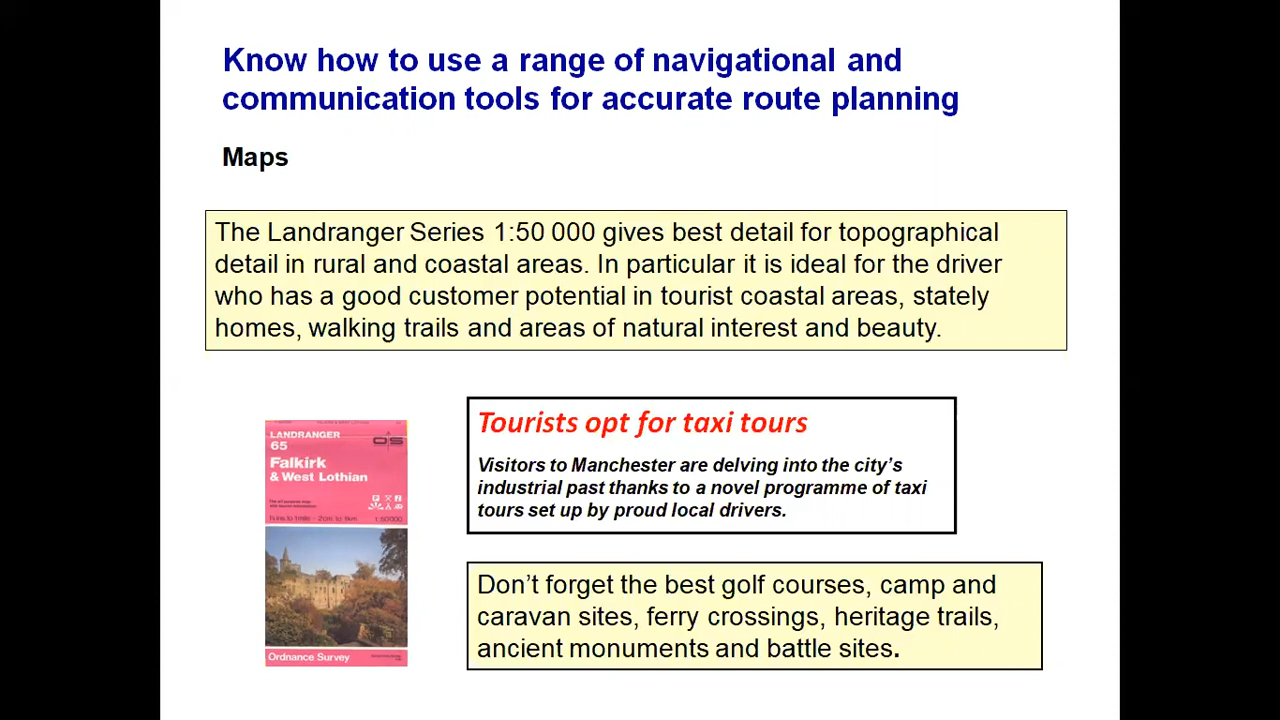 Know how to use a range of navigational and
communication tools for accurate route planning
Maps
The Landranger Series 1:50 000 gives best detail for topographical
detail in rural and coastal areas. In particular it is ideal for the driver
who has a good customer potential in tourist coastal areas, stately
homes, walking trails and areas of natural interest and beauty.
LANDRANGER
65
OS
Falkirk
& West Lothian
1:50 000
Ordnance Survey
Tourists opt for taxi tours
Visitors to Manchester are delving into the city's
industrial past thanks to a novel programme of taxi
tours set up by proud local drivers.
Don't forget the best golf courses, camp and
caravan sites, ferry crossings, heritage trails,
ancient monuments and battle sites.